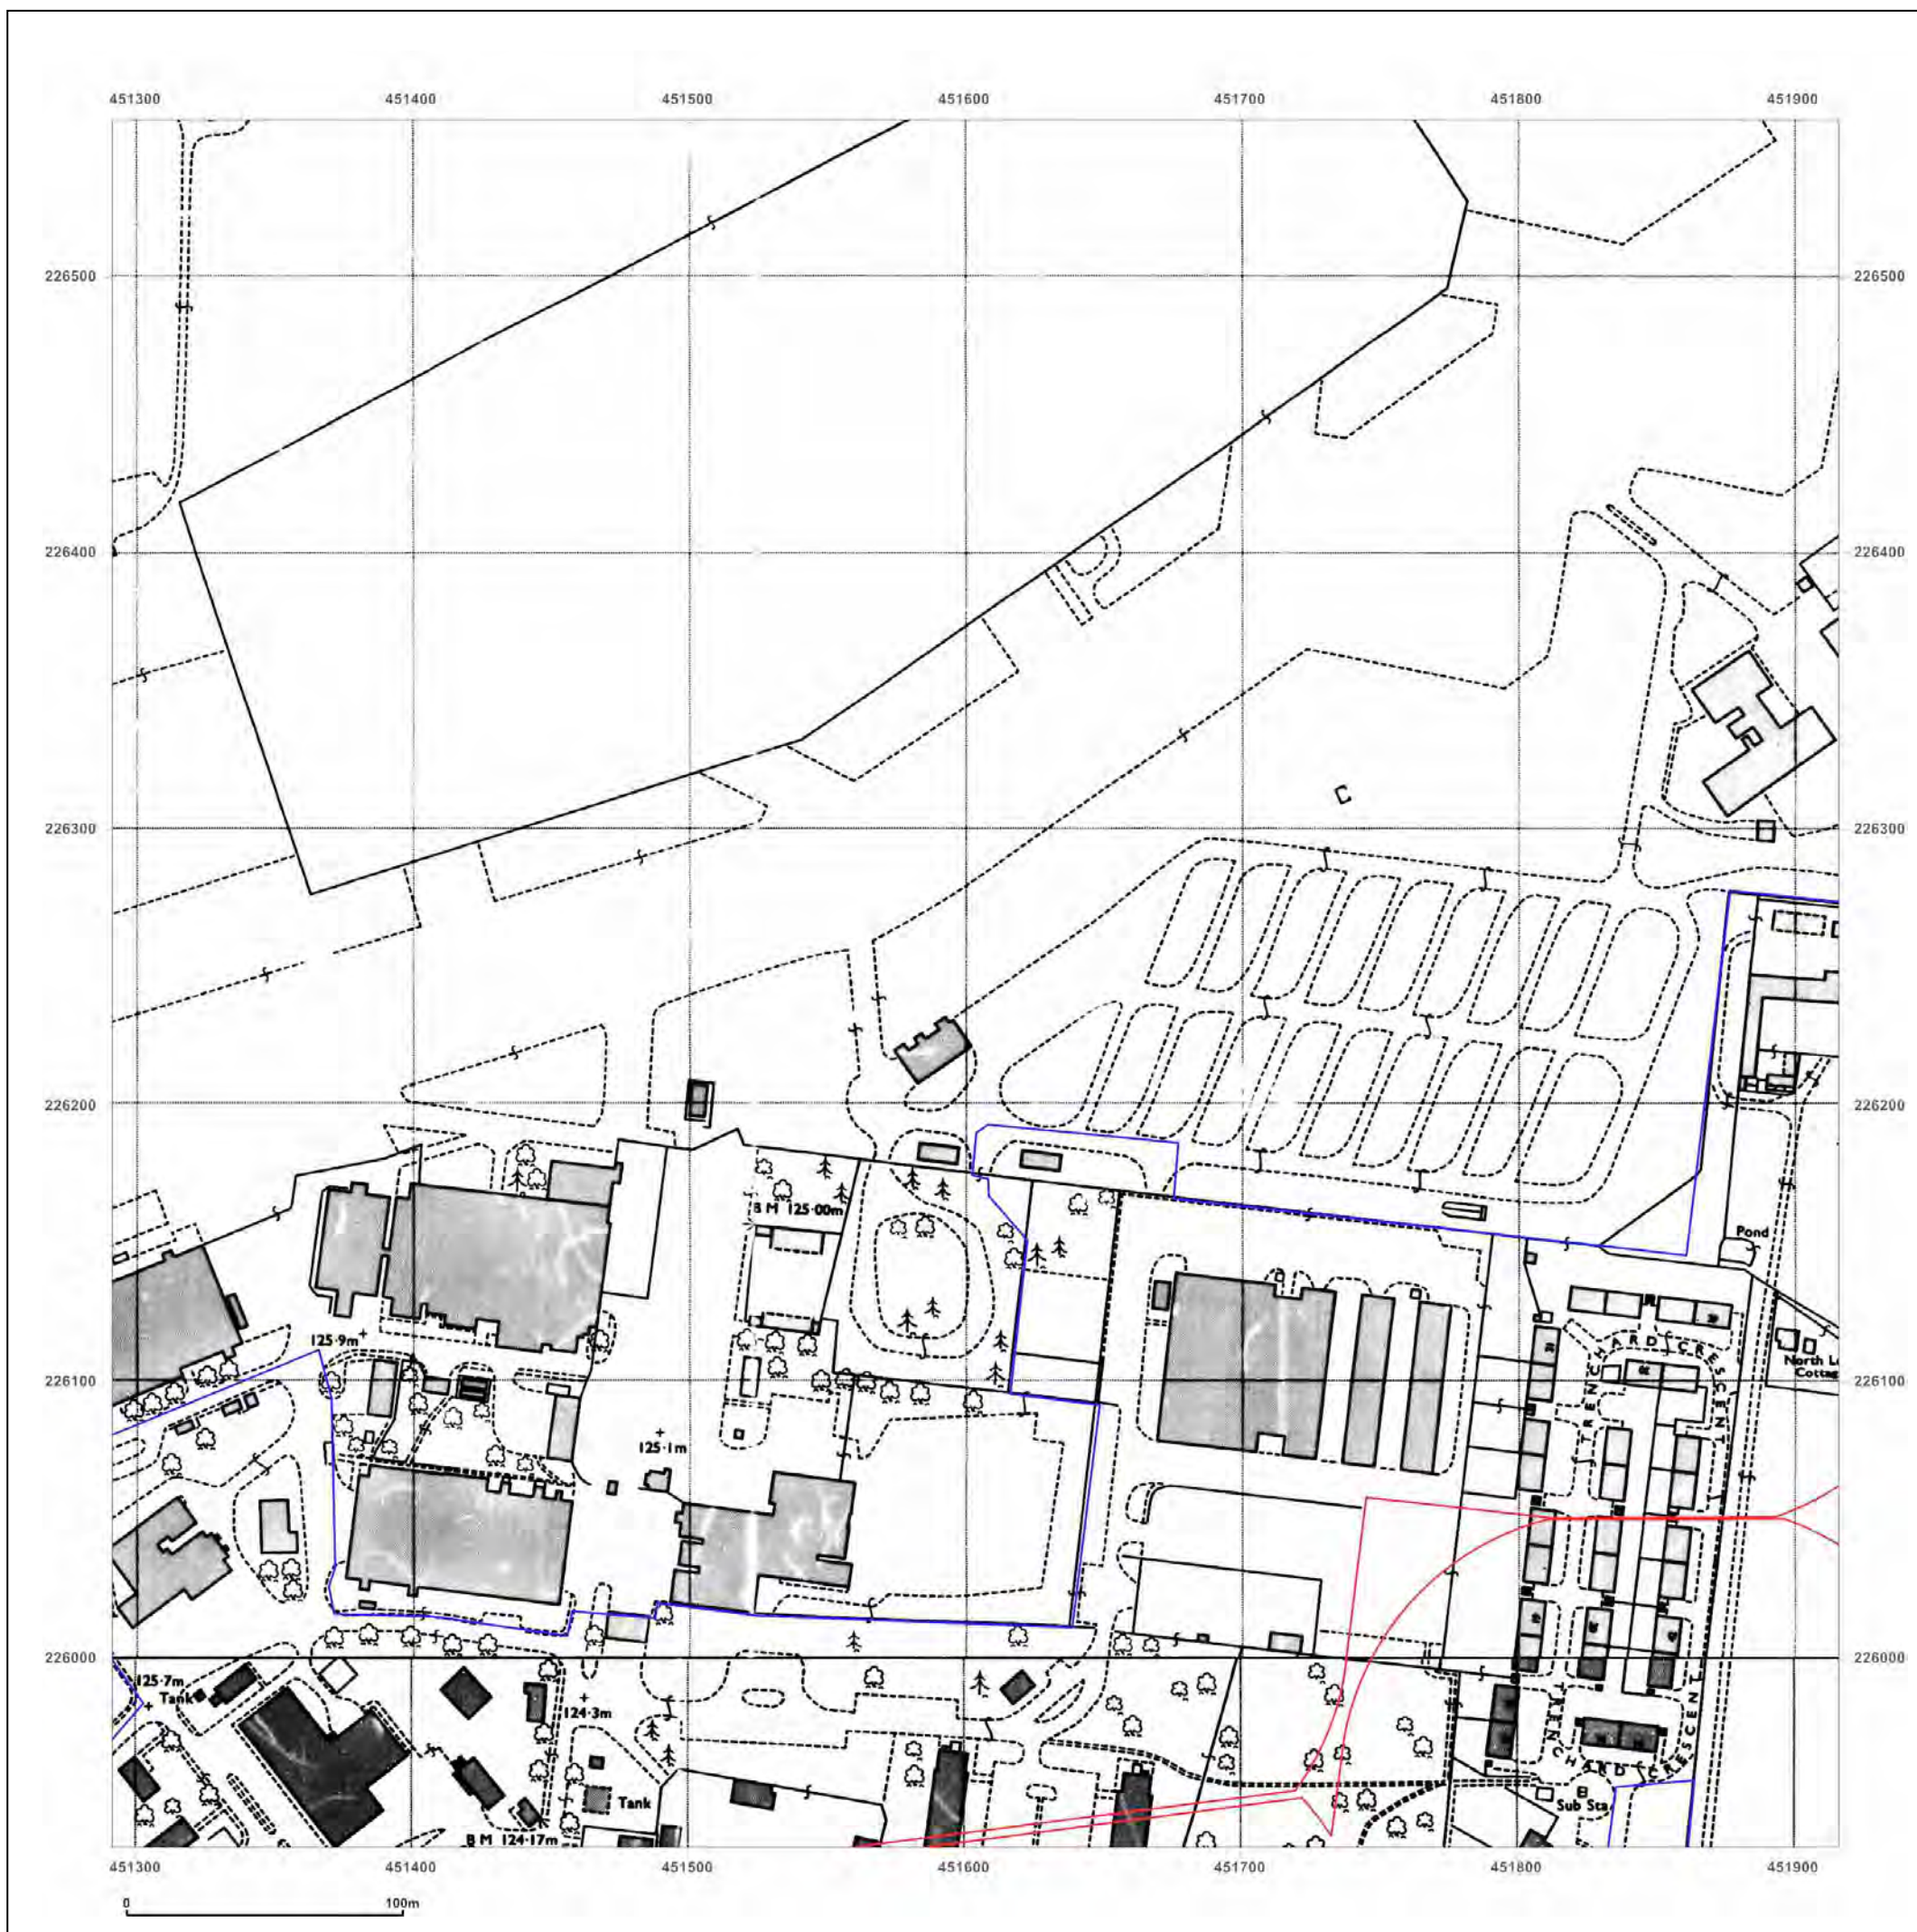 451300 451400 451500 451600 451700 451800 451900
226500 226500
226400 226400
226300 226300
226200 226200
B M 125·00m
Pond
125·9m
TRENCHARD CRESCENT
North
226100 226100
125·1m
226000 226000
125·7m
Tank
124·3m
TRENCHARD CRESCENT
Tank
Sub Sta
B M 124·17m
451300 451400 451500 451600 451700 451800 451900
0 100m